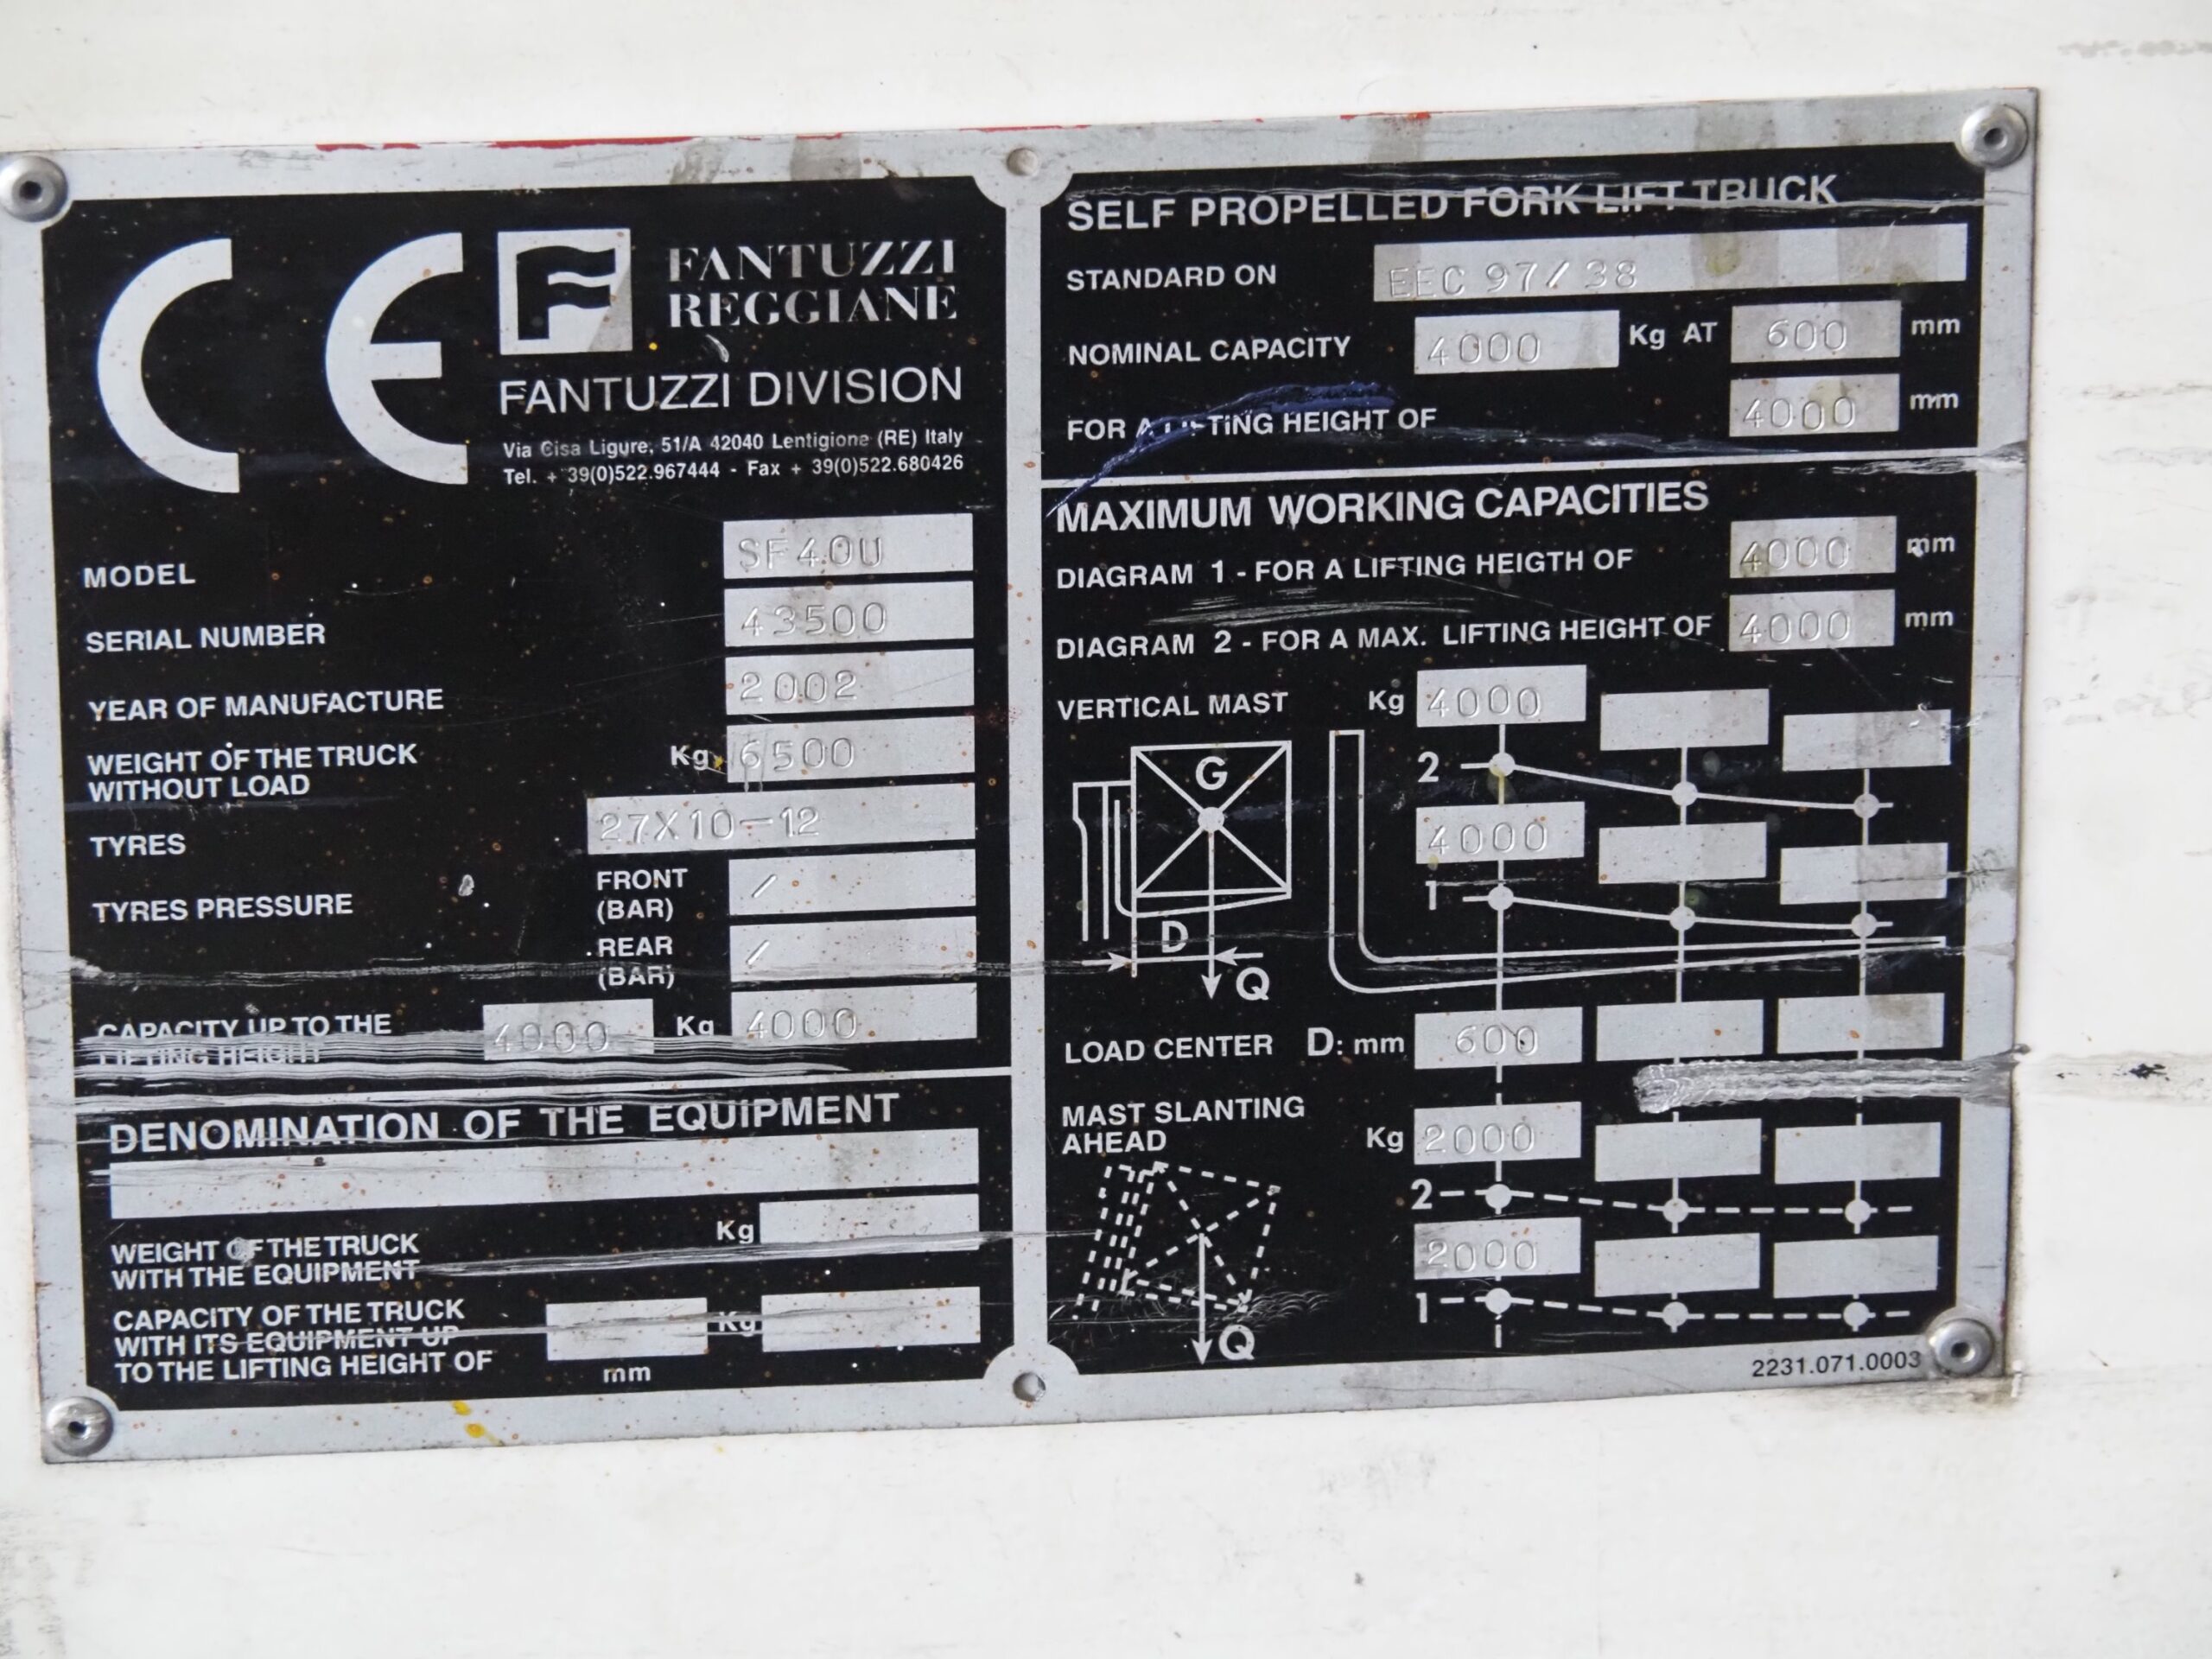 CE
F
FANTUZZI
REGGIANE
FANTUZZI DIVISION
Via Cisa Ligure, 51/A 42040 Lentigione (RE) Italy
Tel. + 39(0)522.967444 - Fax + 39(0)522.680426
MODEL SF40U
SERIAL NUMBER 43500
YEAR OF MANUFACTURE 2002
WEIGHT OF THE TRUCK
WITHOUT LOAD Kg 6500
TYRES 27X10-12
TYRES PRESSURE FRONT
(BAR) /
REAR
(BAR) /
CAPACITY UP TO THE
LIFTING HEIGHT 4000 Kg 4000
DENOMINATION OF THE EQUIPMENT
WEIGHT OF THE TRUCK
WITH THE EQUIPMENT Kg
CAPACITY OF THE TRUCK
WITH ITS EQUIPMENT UP
TO THE LIFTING HEIGHT OF mm Kg
SELF PROPELLED FORK LIFT TRUCK
STANDARD ON EEC 97/38
NOMINAL CAPACITY 4000 Kg AT 600 mm
FOR A LIFTING HEIGHT OF 4000 mm
MAXIMUM WORKING CAPACITIES
DIAGRAM 1 - FOR A LIFTING HEIGTH OF 4000 mm
DIAGRAM 2 - FOR A MAX. LIFTING HEIGHT OF 4000 mm
VERTICAL MAST Kg 4000
G 2
4000
1
D
Q
LOAD CENTER D: mm 600
MAST SLANTING
AHEAD Kg 2000
2
2000
1
Q
2231.071.0003